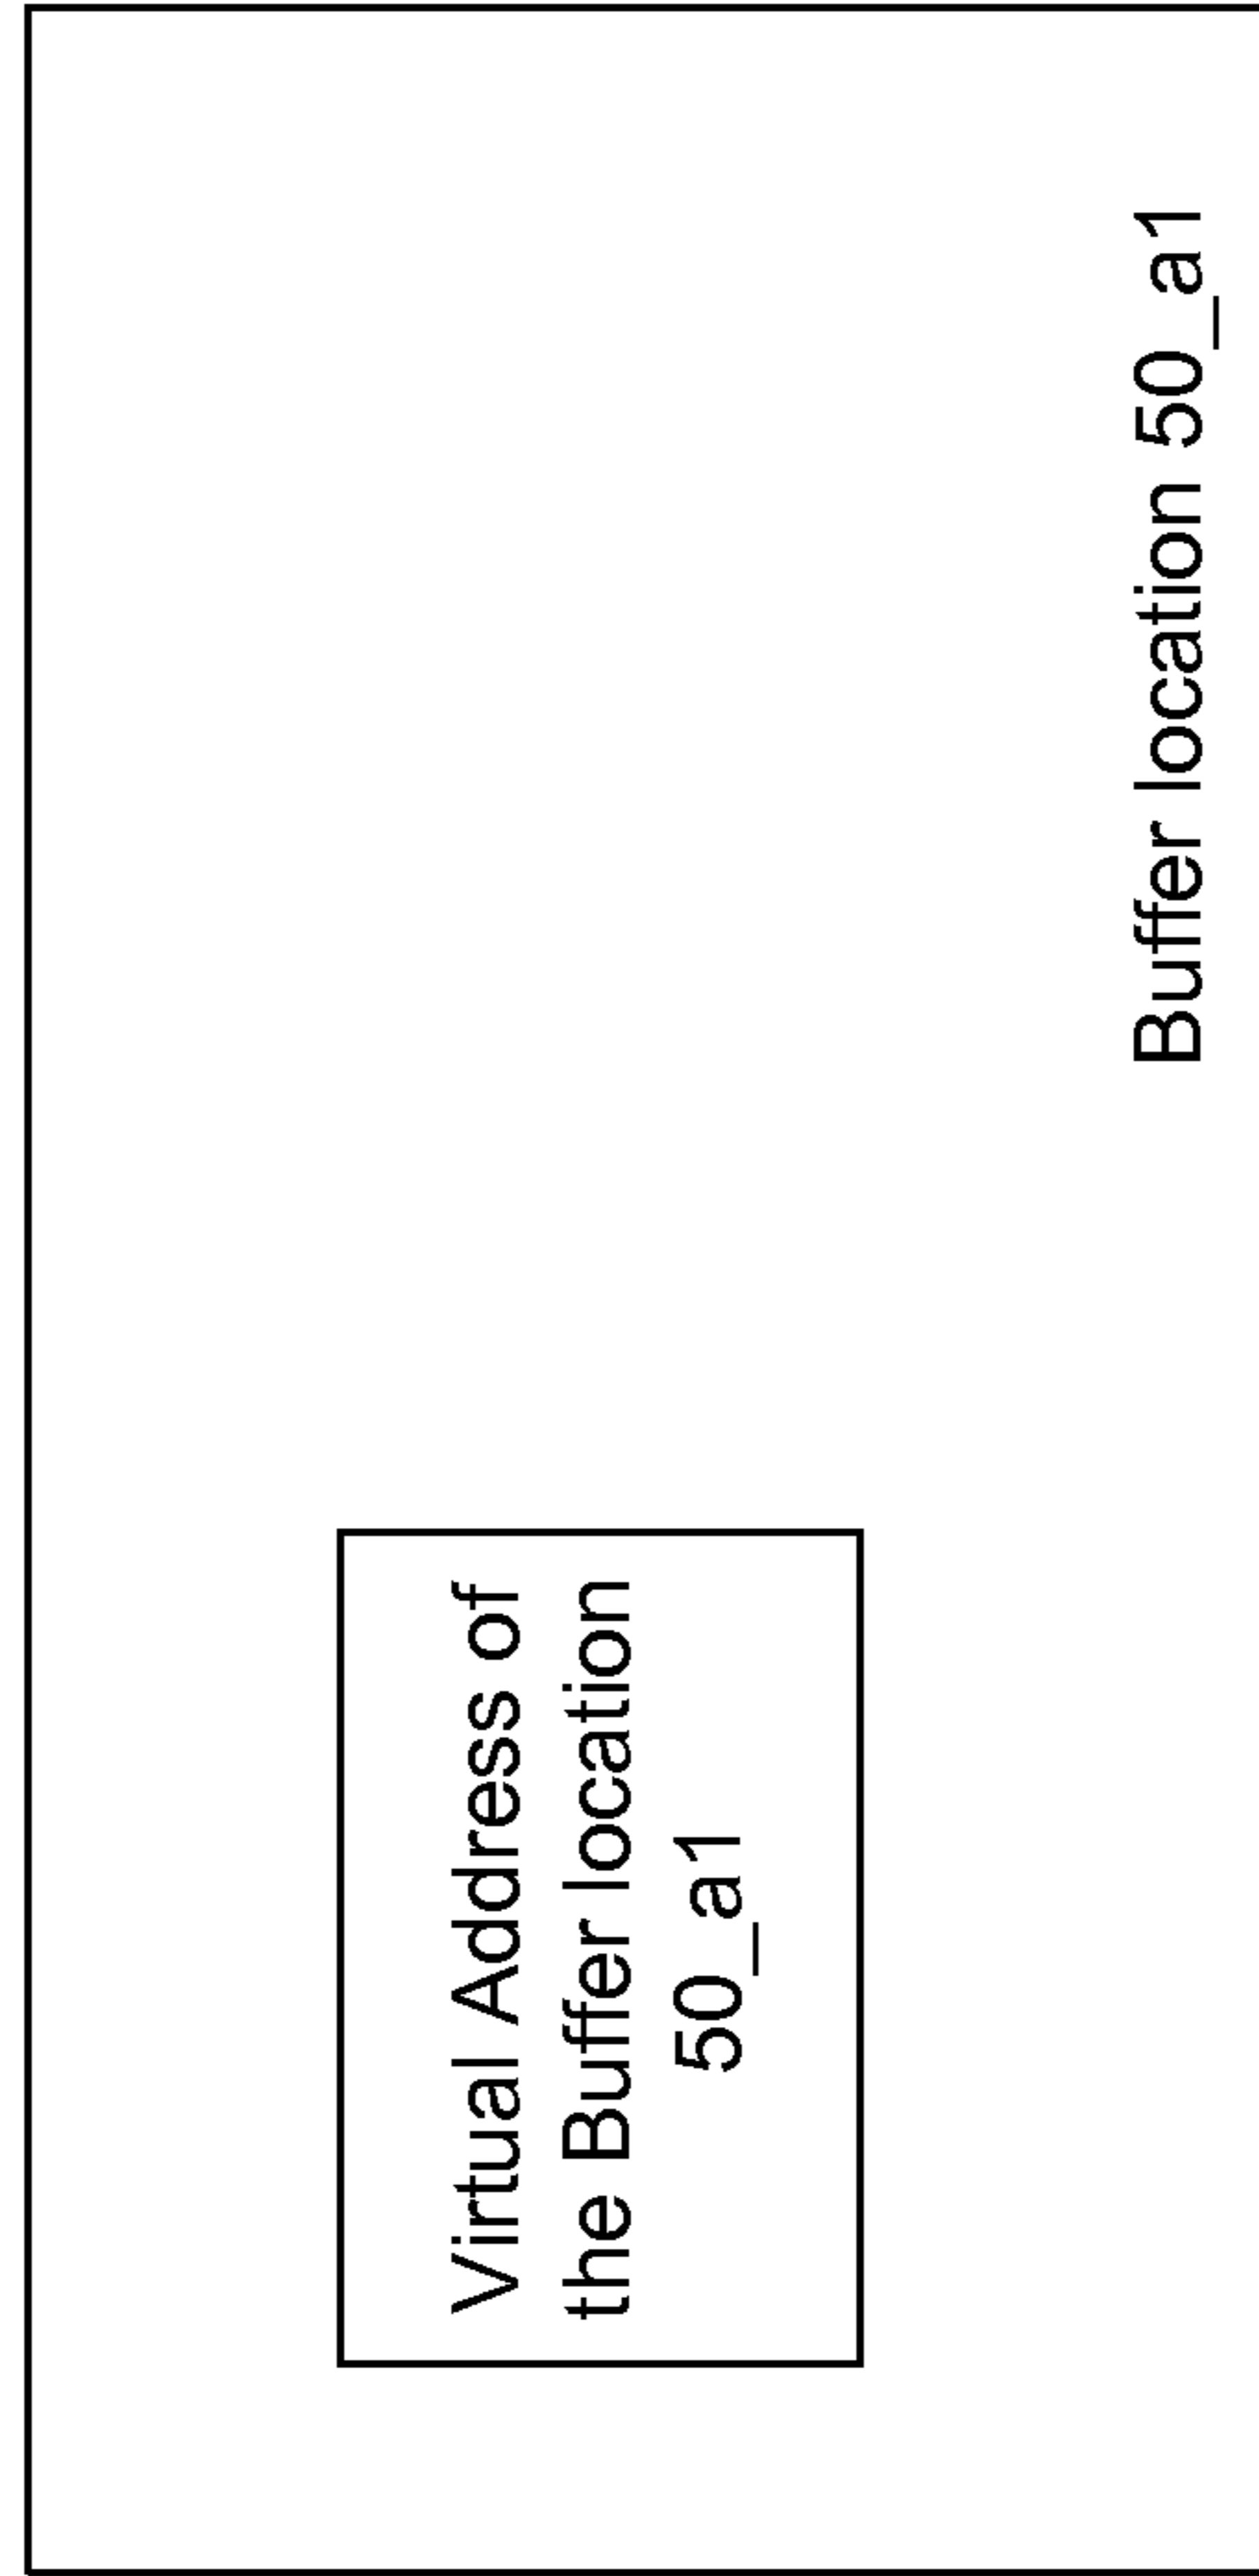 Virtual Address of
the Buffer location
50_a1
Buffer location 50_a1